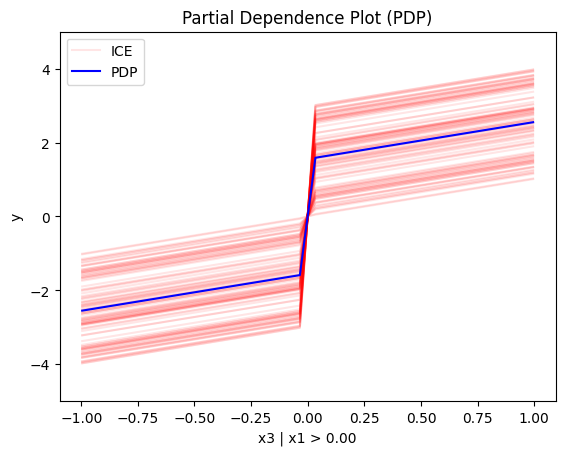 Partial Dependence Plot (PDP)
ICE
PDP
y
4
2
0
−2
−4
−1.00 −0.75 −0.50 −0.25 0.00 0.25 0.50 0.75 1.00
x3 | x1 > 0.00